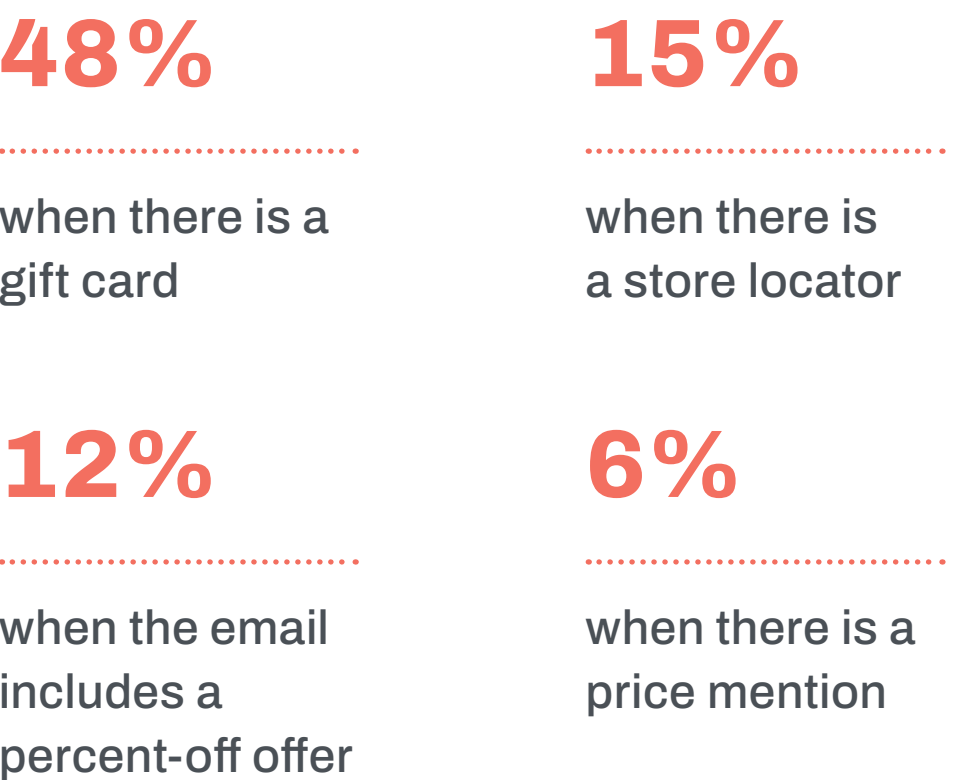 48%
when there is a
gift card
15%
when there is
a store locator
12%
when the email
includes a
percent-off offer
6%
when there is a
price mention